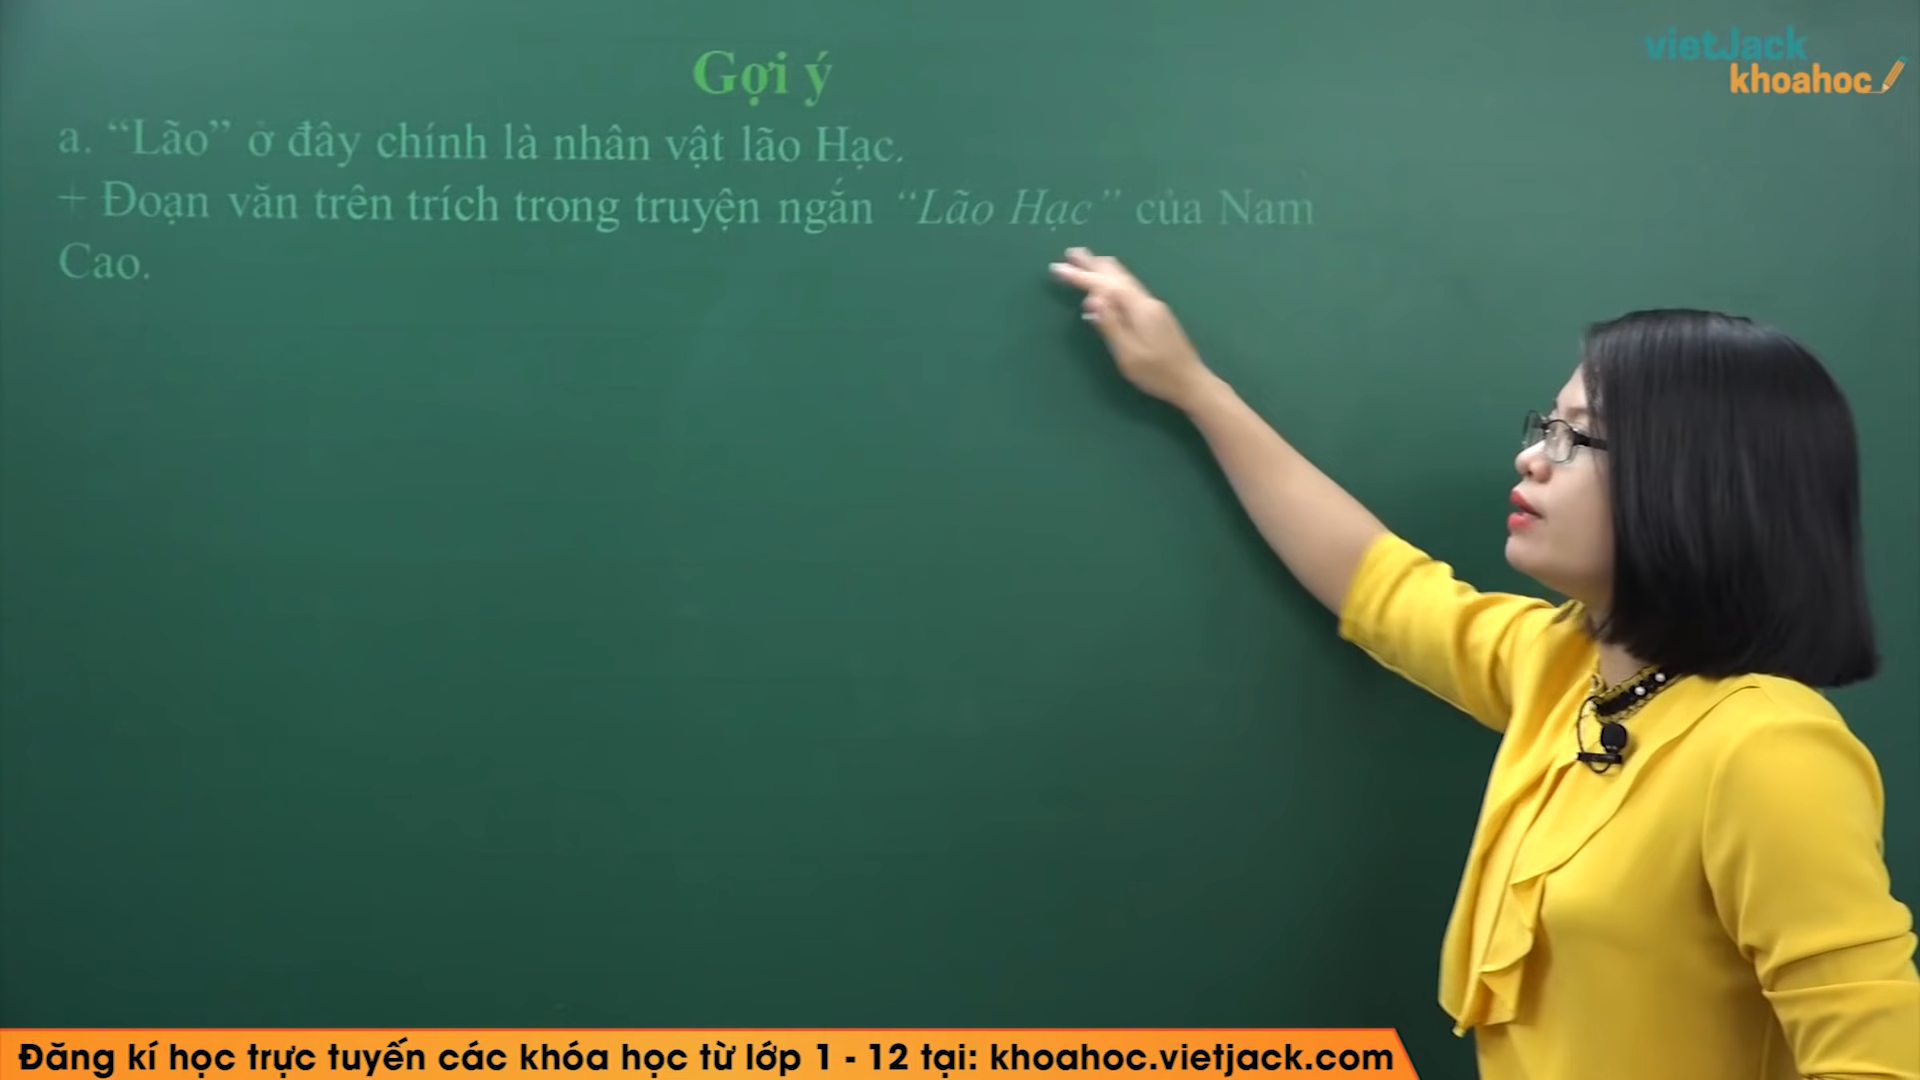 vietJack
khoahoc
Gợi ý
a. “Lão” ở đây chính là nhân vật lão Hạc.
+ Đoạn văn trên trích trong truyện ngắn “Lão Hạc” của Nam
Cao.
Đăng kí học trực tuyến các khóa học từ lớp 1 - 12 tại: khoahoc.vietjack.com